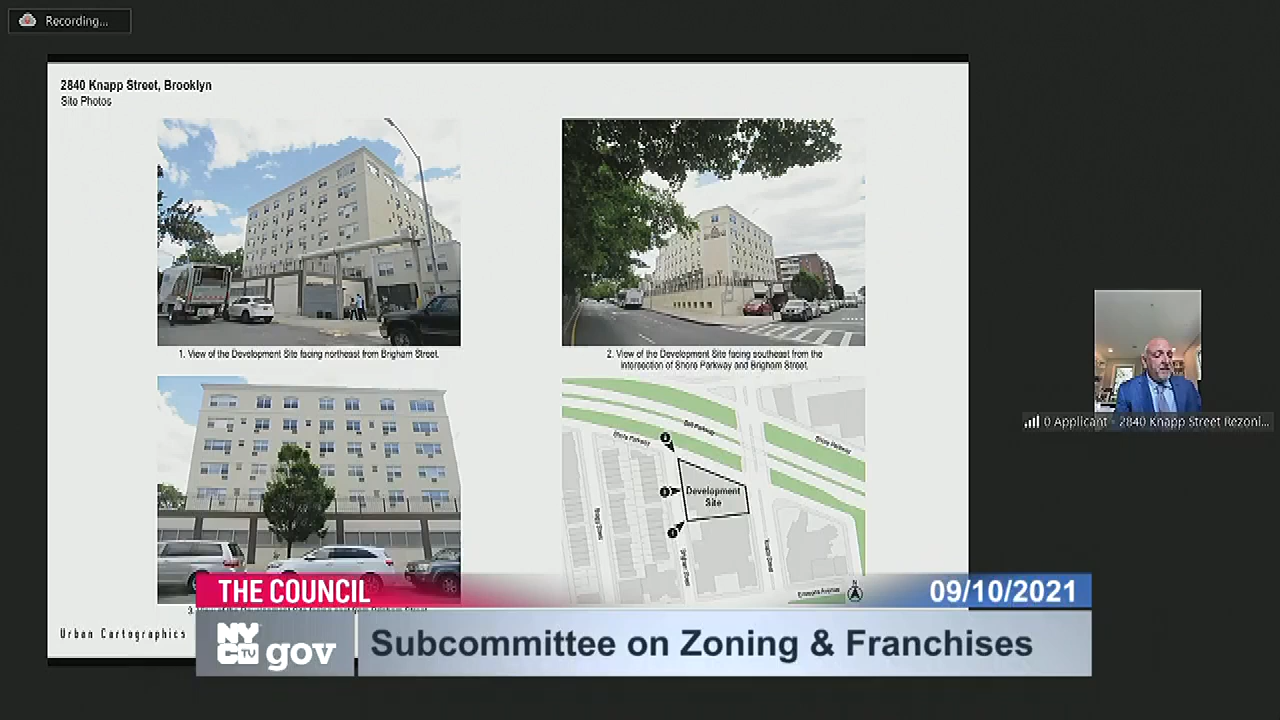 Recording...
2840 Knapp Street, Brooklyn
Site Photos
1. View of the Development Site facing northeast from Brigham Street.
2. View of the Development Site facing southeast from the
intersection of Shore Parkway and Brigham Street.
Shore Parkway
Belt Parkway
Shore Parkway
Development
Site
Brigham Street
Knapp Street
Emmons Avenue
N
0 Applicant - 2840 Knapp Street Rezoni...
Urban Cartographics
THE COUNCIL
09/10/2021
NYC TV gov
Subcommittee on Zoning & Franchises